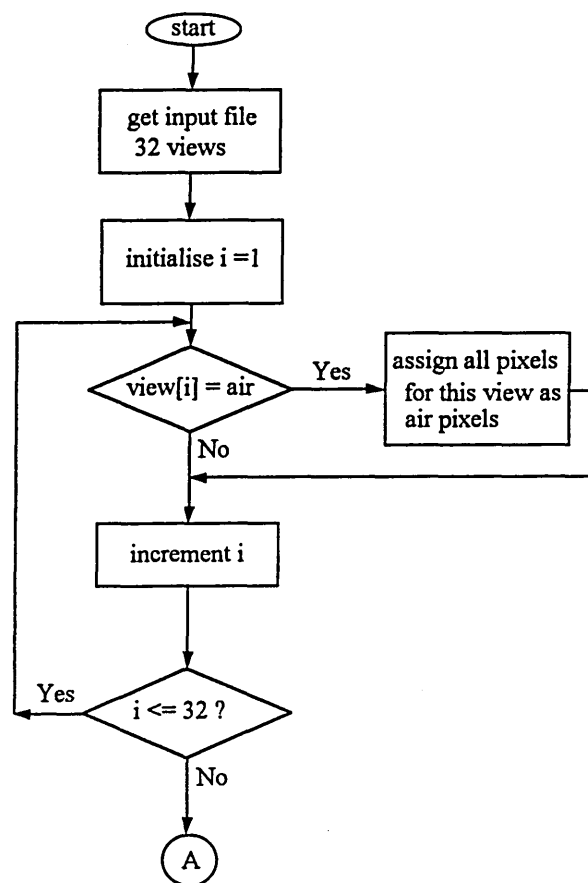 start
get input file
32 views
initialise i =1
view[i] = air
Yes
assign all pixels
for this view as
air pixels
No
increment i
Yes
i <= 32 ?
No
A